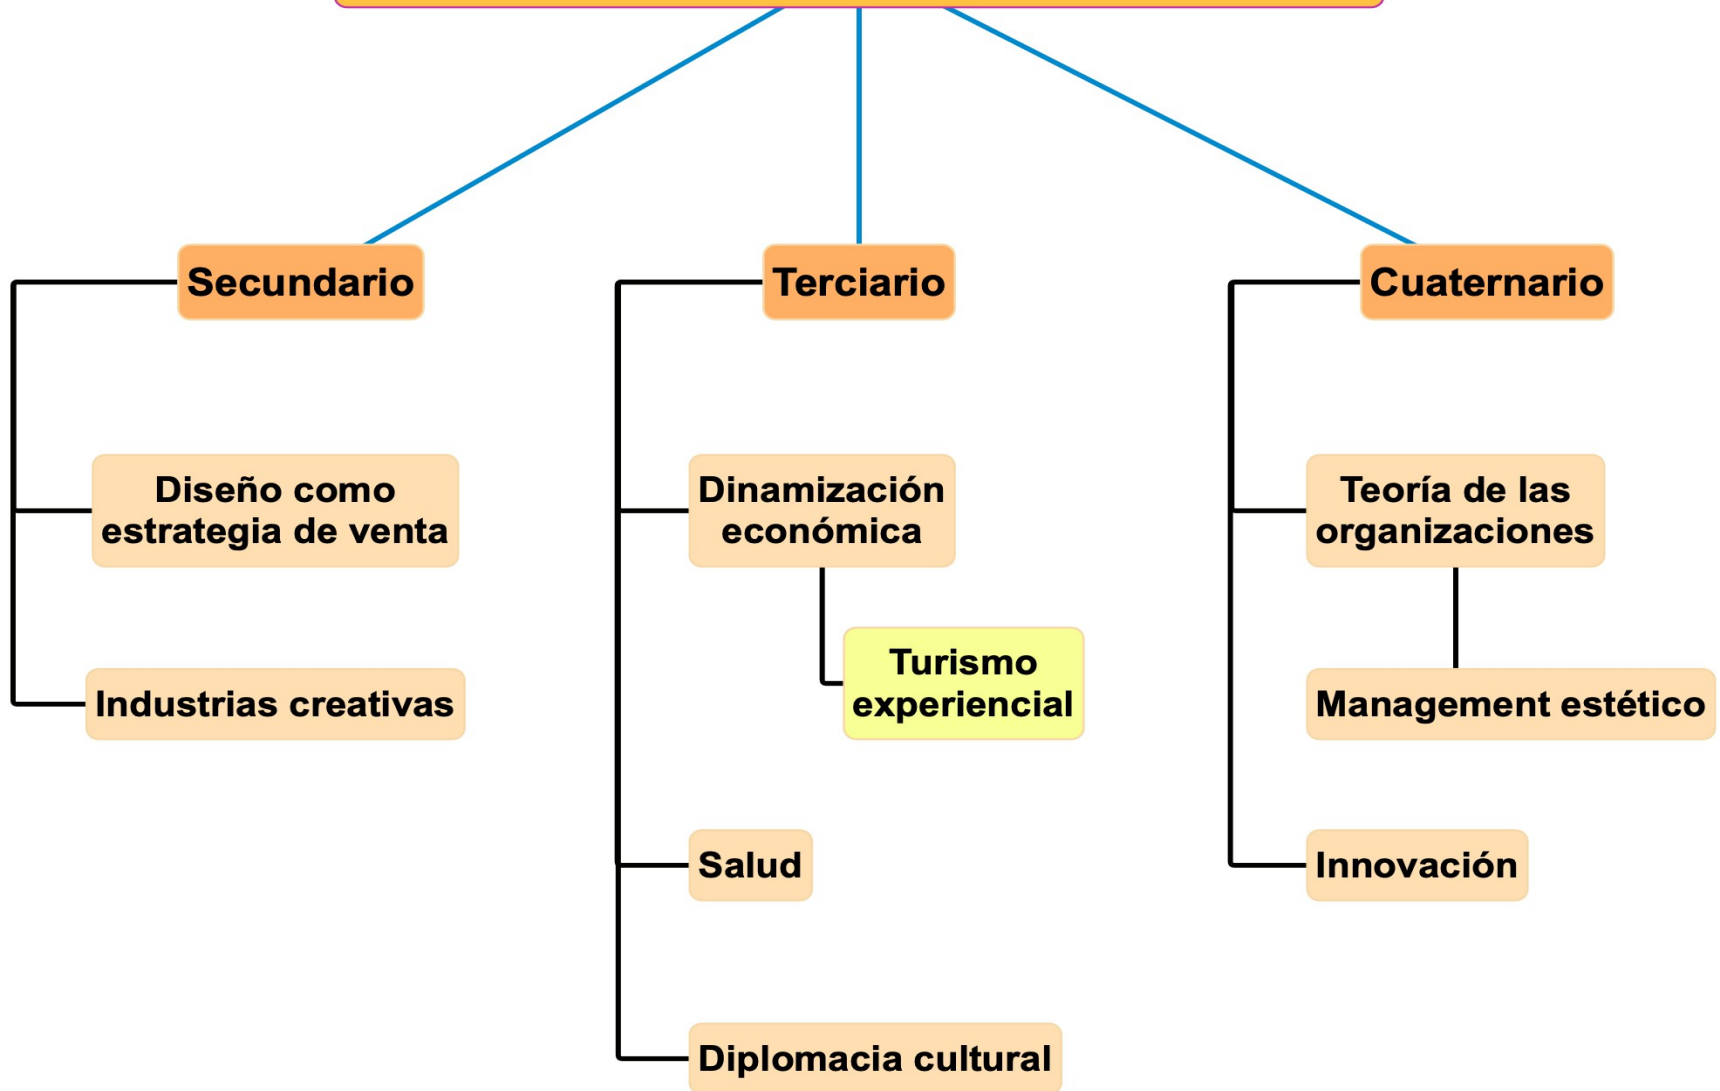 Secundario
Terciario
Cuaternario
Diseño como
estrategia de venta
Dinamización
económica
Teoría de las
organizaciones
Turismo
experiencial
Industrias creativas
Management estético
Salud
Innovación
Diplomacia cultural